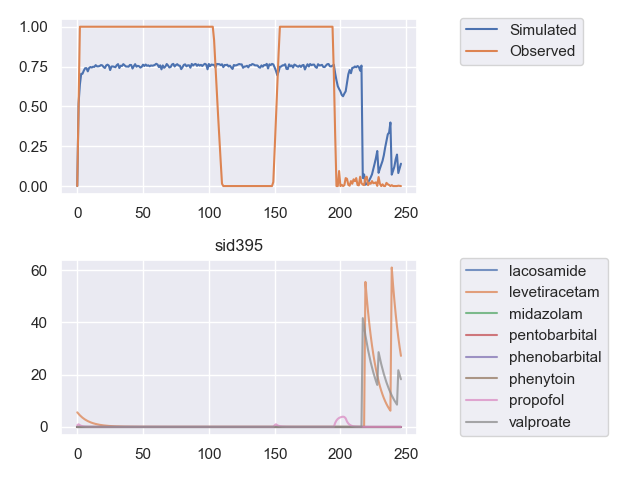 1.00
0.75
0.50
0.25
0.00
0 50 100 150 200 250
Simulated
Observed
sid395
60
40
20
0
0 50 100 150 200 250
lacosamide
levetiracetam
midazolam
pentobarbital
phenobarbital
phenytoin
propofol
valproate